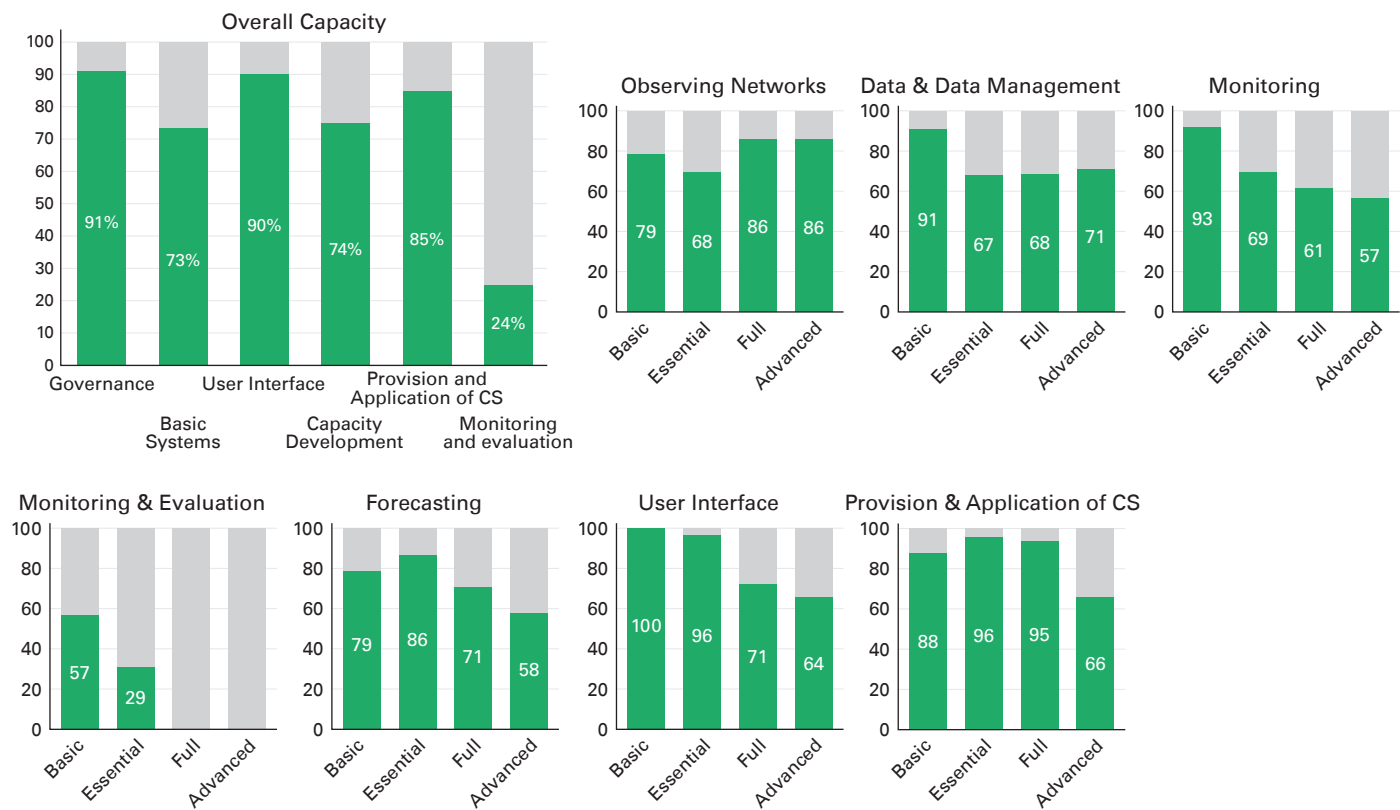 Overall Capacity
100
90
80
70
60
50
40
30
20
10
0
91%
73%
90%
74%
85%
24%
Governance
Basic
Systems
User Interface
Capacity
Development
Provision and
Application of CS
Monitoring
and evaluation
Observing Networks
100
80
60
40
20
0
79
68
86
86
Basic
Essential
Full
Advanced
Data & Data Management
100
80
60
40
20
0
91
67
68
71
Basic
Essential
Full
Advanced
Monitoring
100
80
60
40
20
0
93
69
61
57
Basic
Essential
Full
Advanced
Monitoring & Evaluation
100
80
60
40
20
0
57
29
Basic
Essential
Full
Advanced
Forecasting
100
80
60
40
20
0
79
86
71
58
Basic
Essential
Full
Advanced
User Interface
100
80
60
40
20
0
100
96
71
64
Basic
Essential
Full
Advanced
Provision & Application of CS
100
80
60
40
20
0
88
96
95
66
Basic
Essential
Full
Advanced